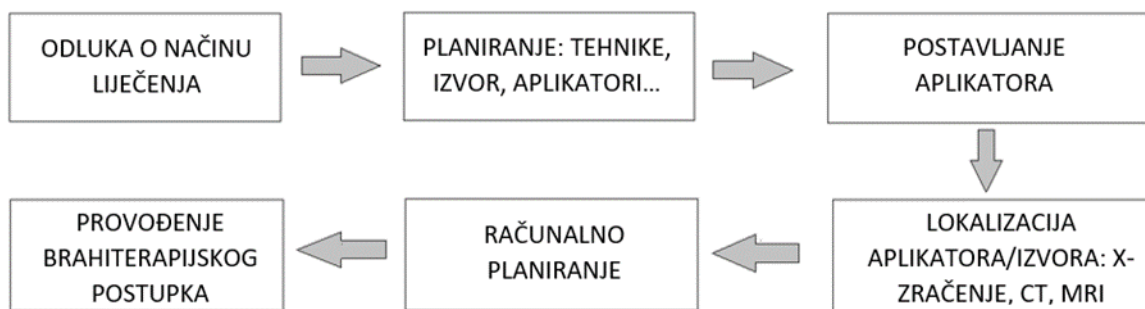 ODLUKA O NAČINU
LIJEČENJA
PLANIRANJE: TEHNIKE,
IZVOR, APLIKATORI...
POSTAVLJANJE
APLIKATORA
LOKALIZACIJA
APLIKATORA/IZVORA: X-
ZRAČENJE, CT, MRI
RAČUNALNO
PLANIRANJE
PROVOĐENJE
BRAHITERAPIJSKOG
POSTUPKA